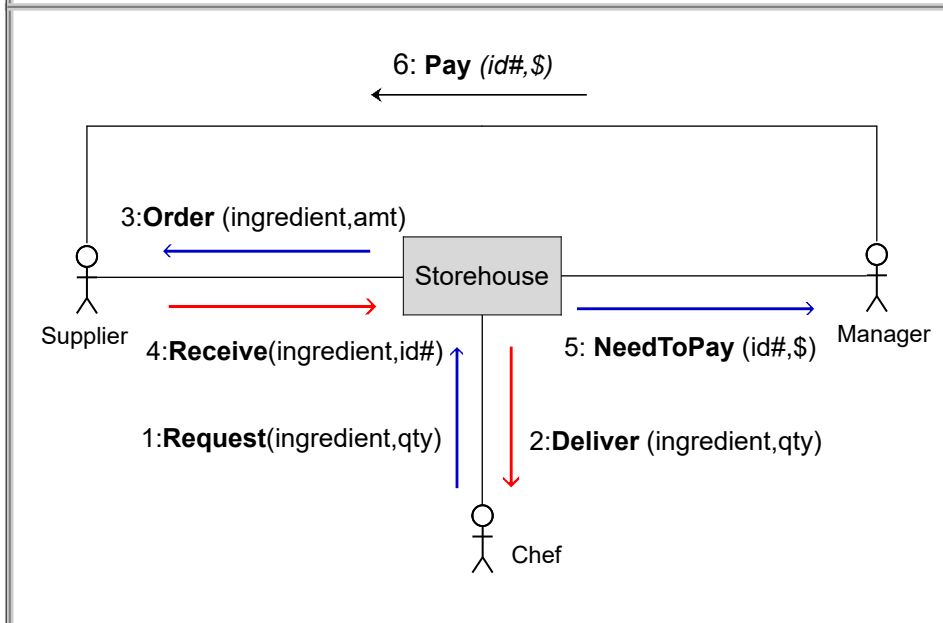 6: Pay (id#,$)
3:Order (ingredient,amt)
Storehouse
Supplier
Manager
4:Receive(ingredient,id#)
5: NeedToPay (id#,$)
1:Request(ingredient,qty)
2:Deliver (ingredient,qty)
Chef